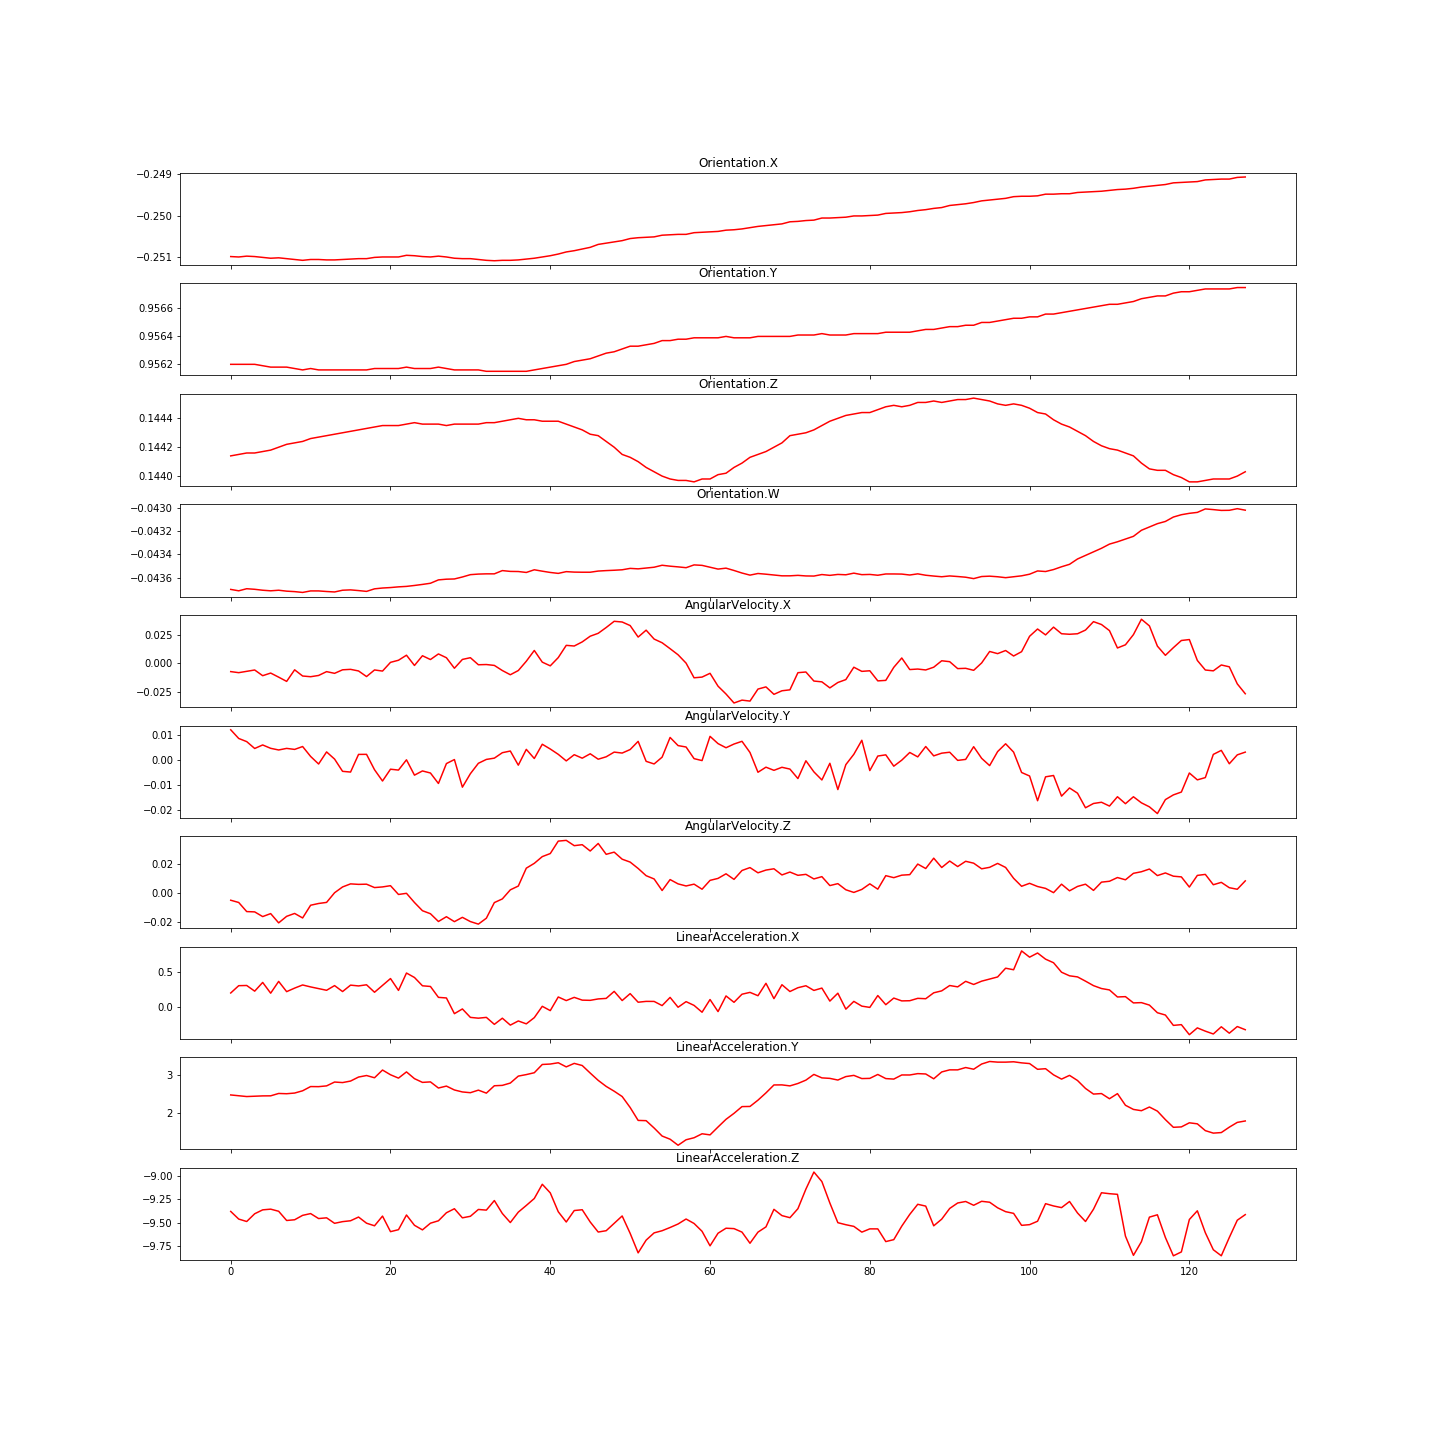 Orientation.X
−0.249
−0.250
−0.251
Orientation.Y
0.9566
0.9564
0.9562
Orientation.Z
0.1444
0.1442
0.1440
Orientation.W
−0.0430
−0.0432
−0.0434
−0.0436
AngularVelocity.X
0.025
0.000
−0.025
AngularVelocity.Y
0.01
0.00
−0.01
−0.02
AngularVelocity.Z
0.02
0.00
−0.02
LinearAcceleration.X
0.5
0.0
LinearAcceleration.Y
3
2
LinearAcceleration.Z
−9.00
−9.25
−9.50
−9.75
0 20 40 60 80 100 120